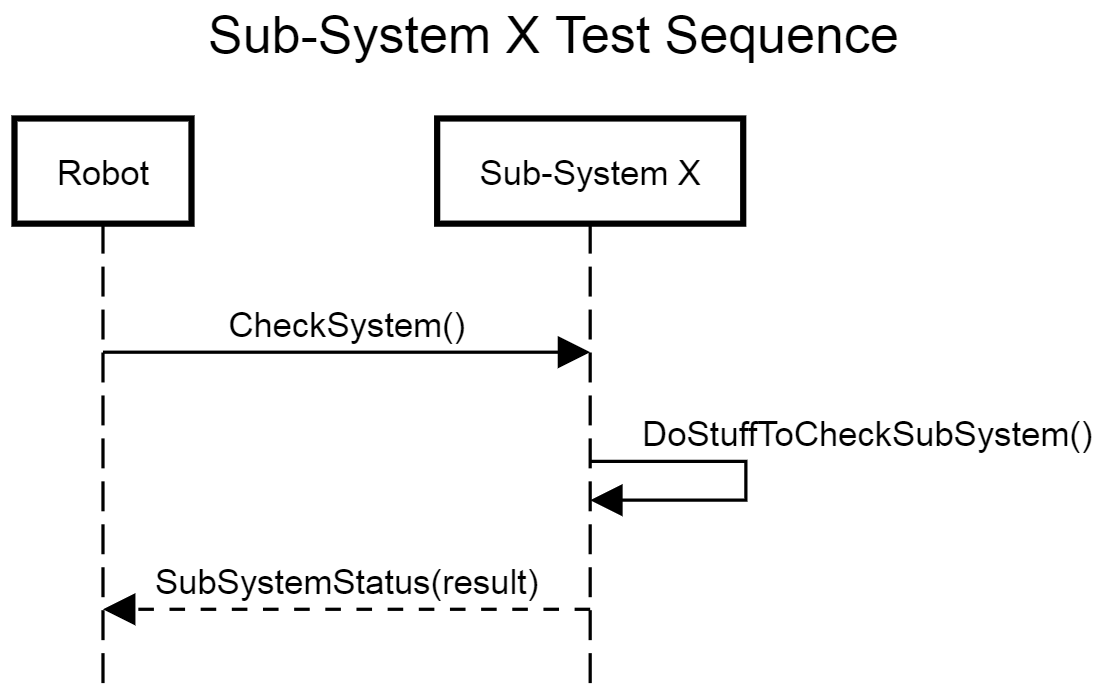 Sub-System X Test Sequence
Robot
Sub-System X
CheckSystem()
DoStuffToCheckSubSystem()
SubSystemStatus(result)